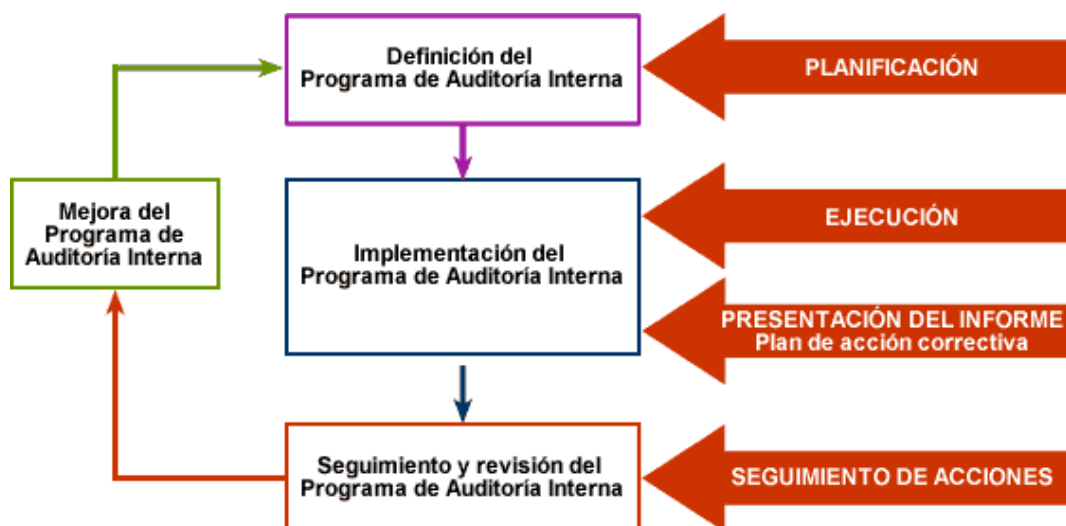 Definición del
Programa de Auditoría Interna
PLANIFICACIÓN
Mejora del
Programa de
Auditoría Interna
Implementación del
Programa de Auditoría Interna
EJECUCIÓN
PRESENTACIÓN DEL INFORME
Plan de acción correctiva
Seguimiento y revisión del
Programa de Auditoría Interna
SEGUIMIENTO DE ACCIONES